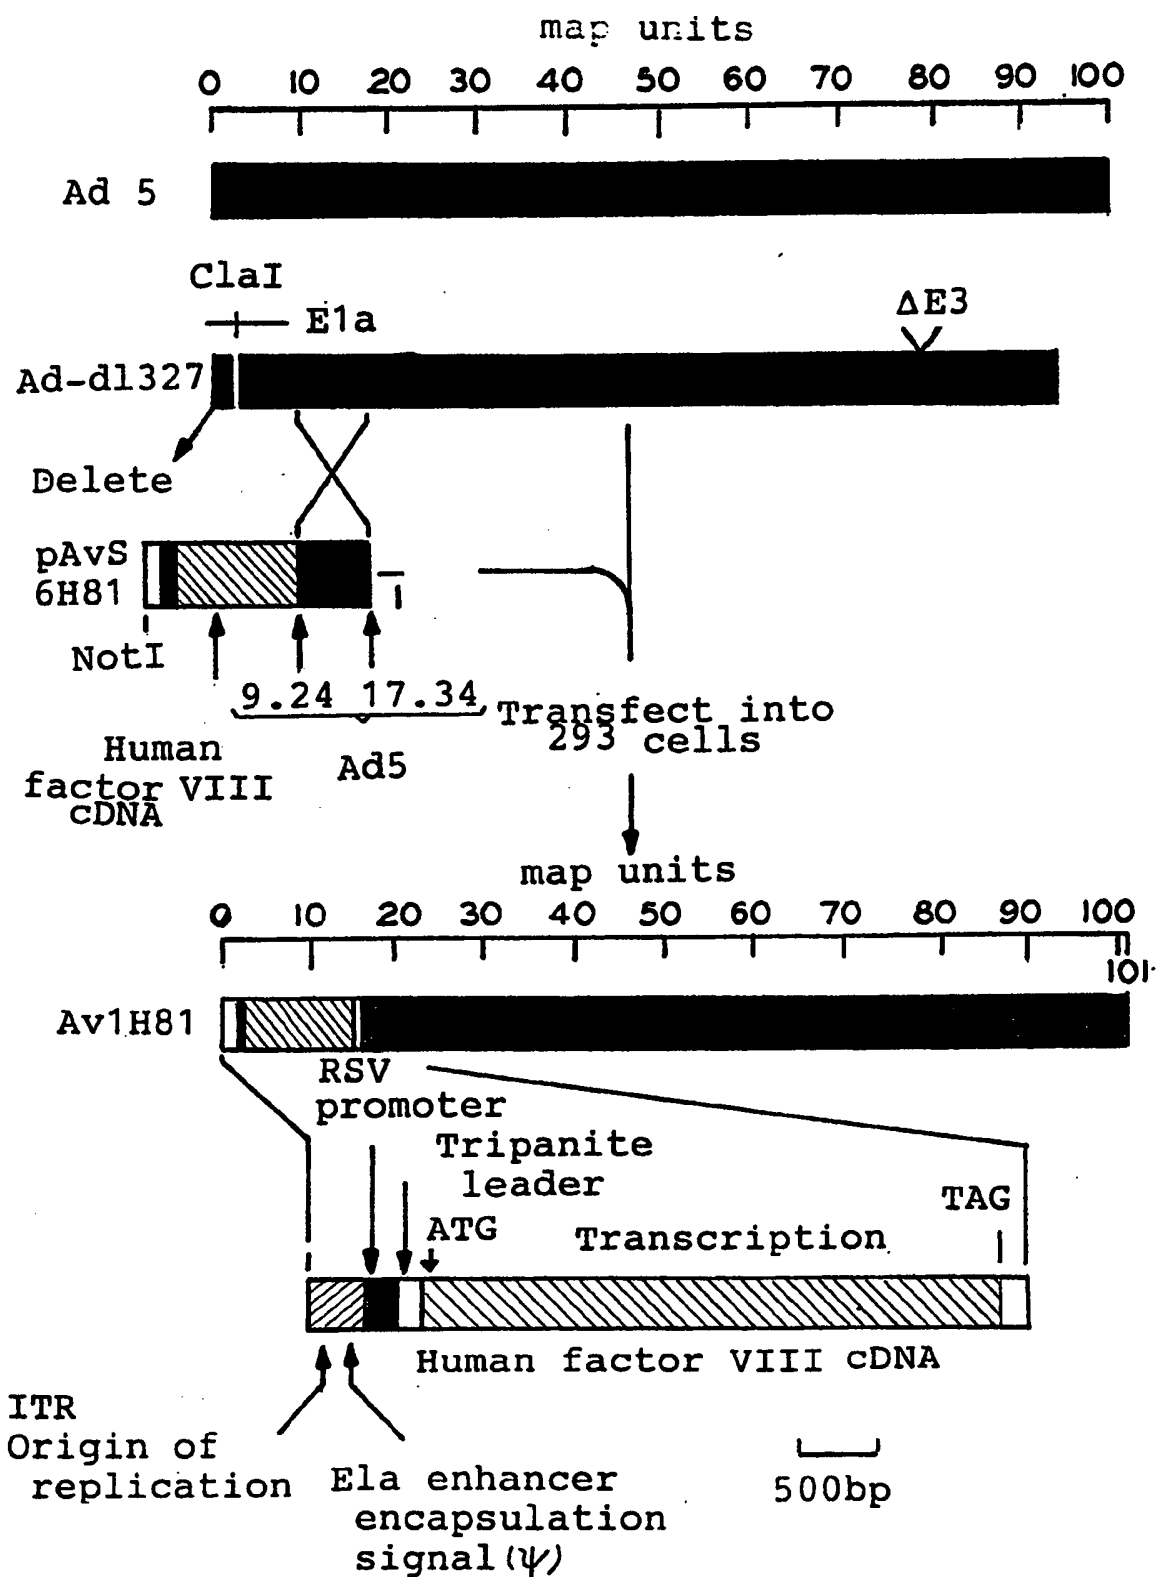 map units
0 10 20 30 40 50 60 70 80 90 100
Ad 5
ClaI
E1a
ΔE3
Ad-dl327
Delete
pAvS
6H81
NotI
9.24 17.34
Human
factor VIII
cDNA
Ad5
Transfect into
293 cells
map units
0 10 20 30 40 50 60 70 80 90 100
101
Av1H81
RSV
promoter
Tripanite
leader
ATG
Transcription
TAG
Human factor VIII cDNA
ITR
Origin of
replication
Ela enhancer
encapsulation
signal(ψ)
500bp